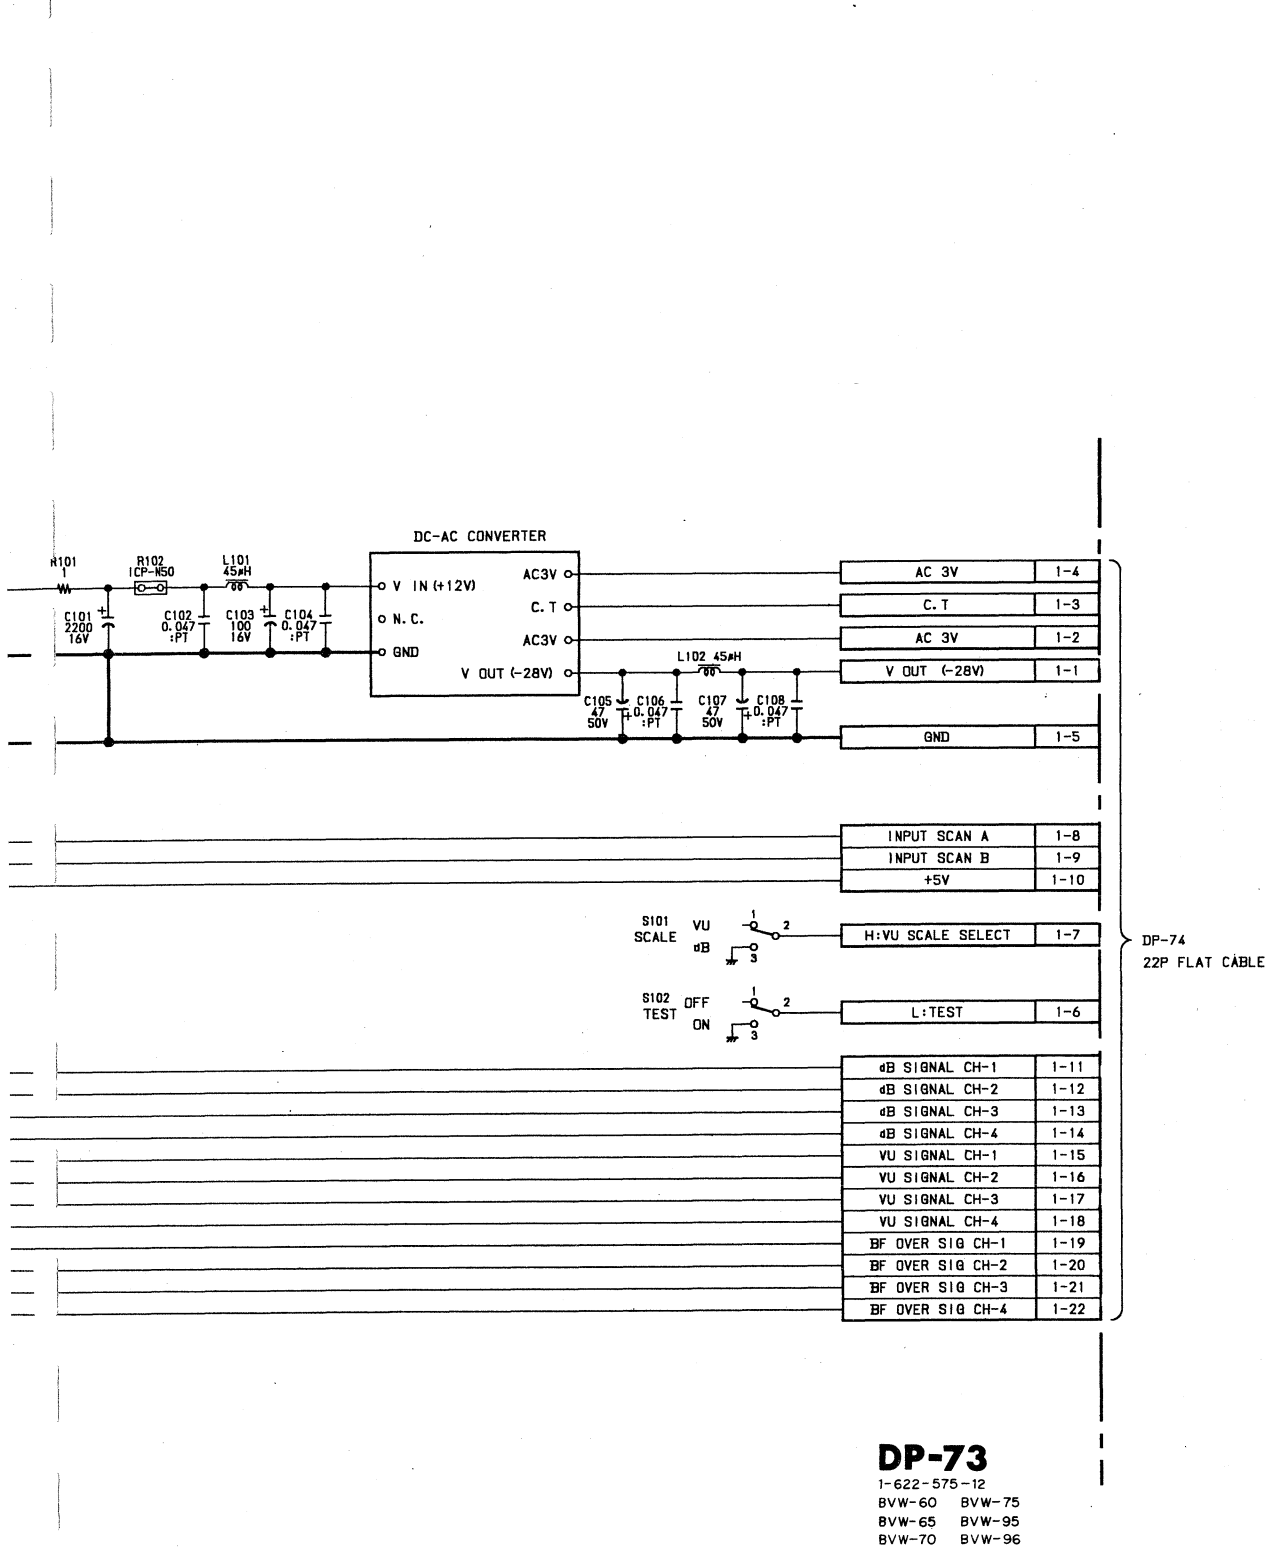 DC-AC CONVERTER
R101
1
R102
ICP-N50
L101
45μH
C101
2200
16V
C102
0.047
:PT
C103
100
16V
C104
0.047
:PT
V IN (+12V)
N.C.
GND
AC3V
C.T
AC3V
V OUT (-28V)
L102 45μH
C105
47
50V
C106
0.047
:PT
C107
47
50V
C108
0.047
:PT
AC 3V 1-4
C.T 1-3
AC 3V 1-2
V OUT (-28V) 1-1
GND 1-5
INPUT SCAN A 1-8
INPUT SCAN B 1-9
+5V 1-10
S101
SCALE
VU
dB
1
2
3
H:VU SCALE SELECT 1-7
DP-74
22P FLAT CABLE
S102
TEST
OFF
ON
1
2
3
L:TEST 1-6
dB SIGNAL CH-1 1-11
dB SIGNAL CH-2 1-12
dB SIGNAL CH-3 1-13
dB SIGNAL CH-4 1-14
VU SIGNAL CH-1 1-15
VU SIGNAL CH-2 1-16
VU SIGNAL CH-3 1-17
VU SIGNAL CH-4 1-18
BF OVER SIG CH-1 1-19
BF OVER SIG CH-2 1-20
BF OVER SIG CH-3 1-21
BF OVER SIG CH-4 1-22
DP-73
1-622-575-12
BVW-60 BVW-75
BVW-65 BVW-95
BVW-70 BVW-96